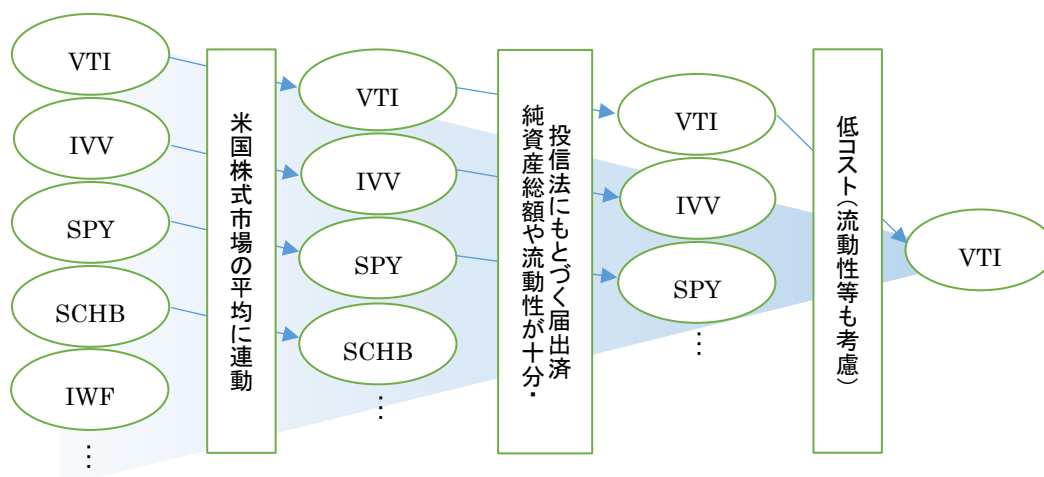 VTI
IVV
SPY
SCHB
IWF
⋮
米国株式市場の平均に連動
VTI
IVV
SPY
SCHB
⋮
投信法にもとづく届出済
純資産総額や流動性が十分・
VTI
IVV
SPY
⋮
低コスト(流動性等も考慮)
VTI